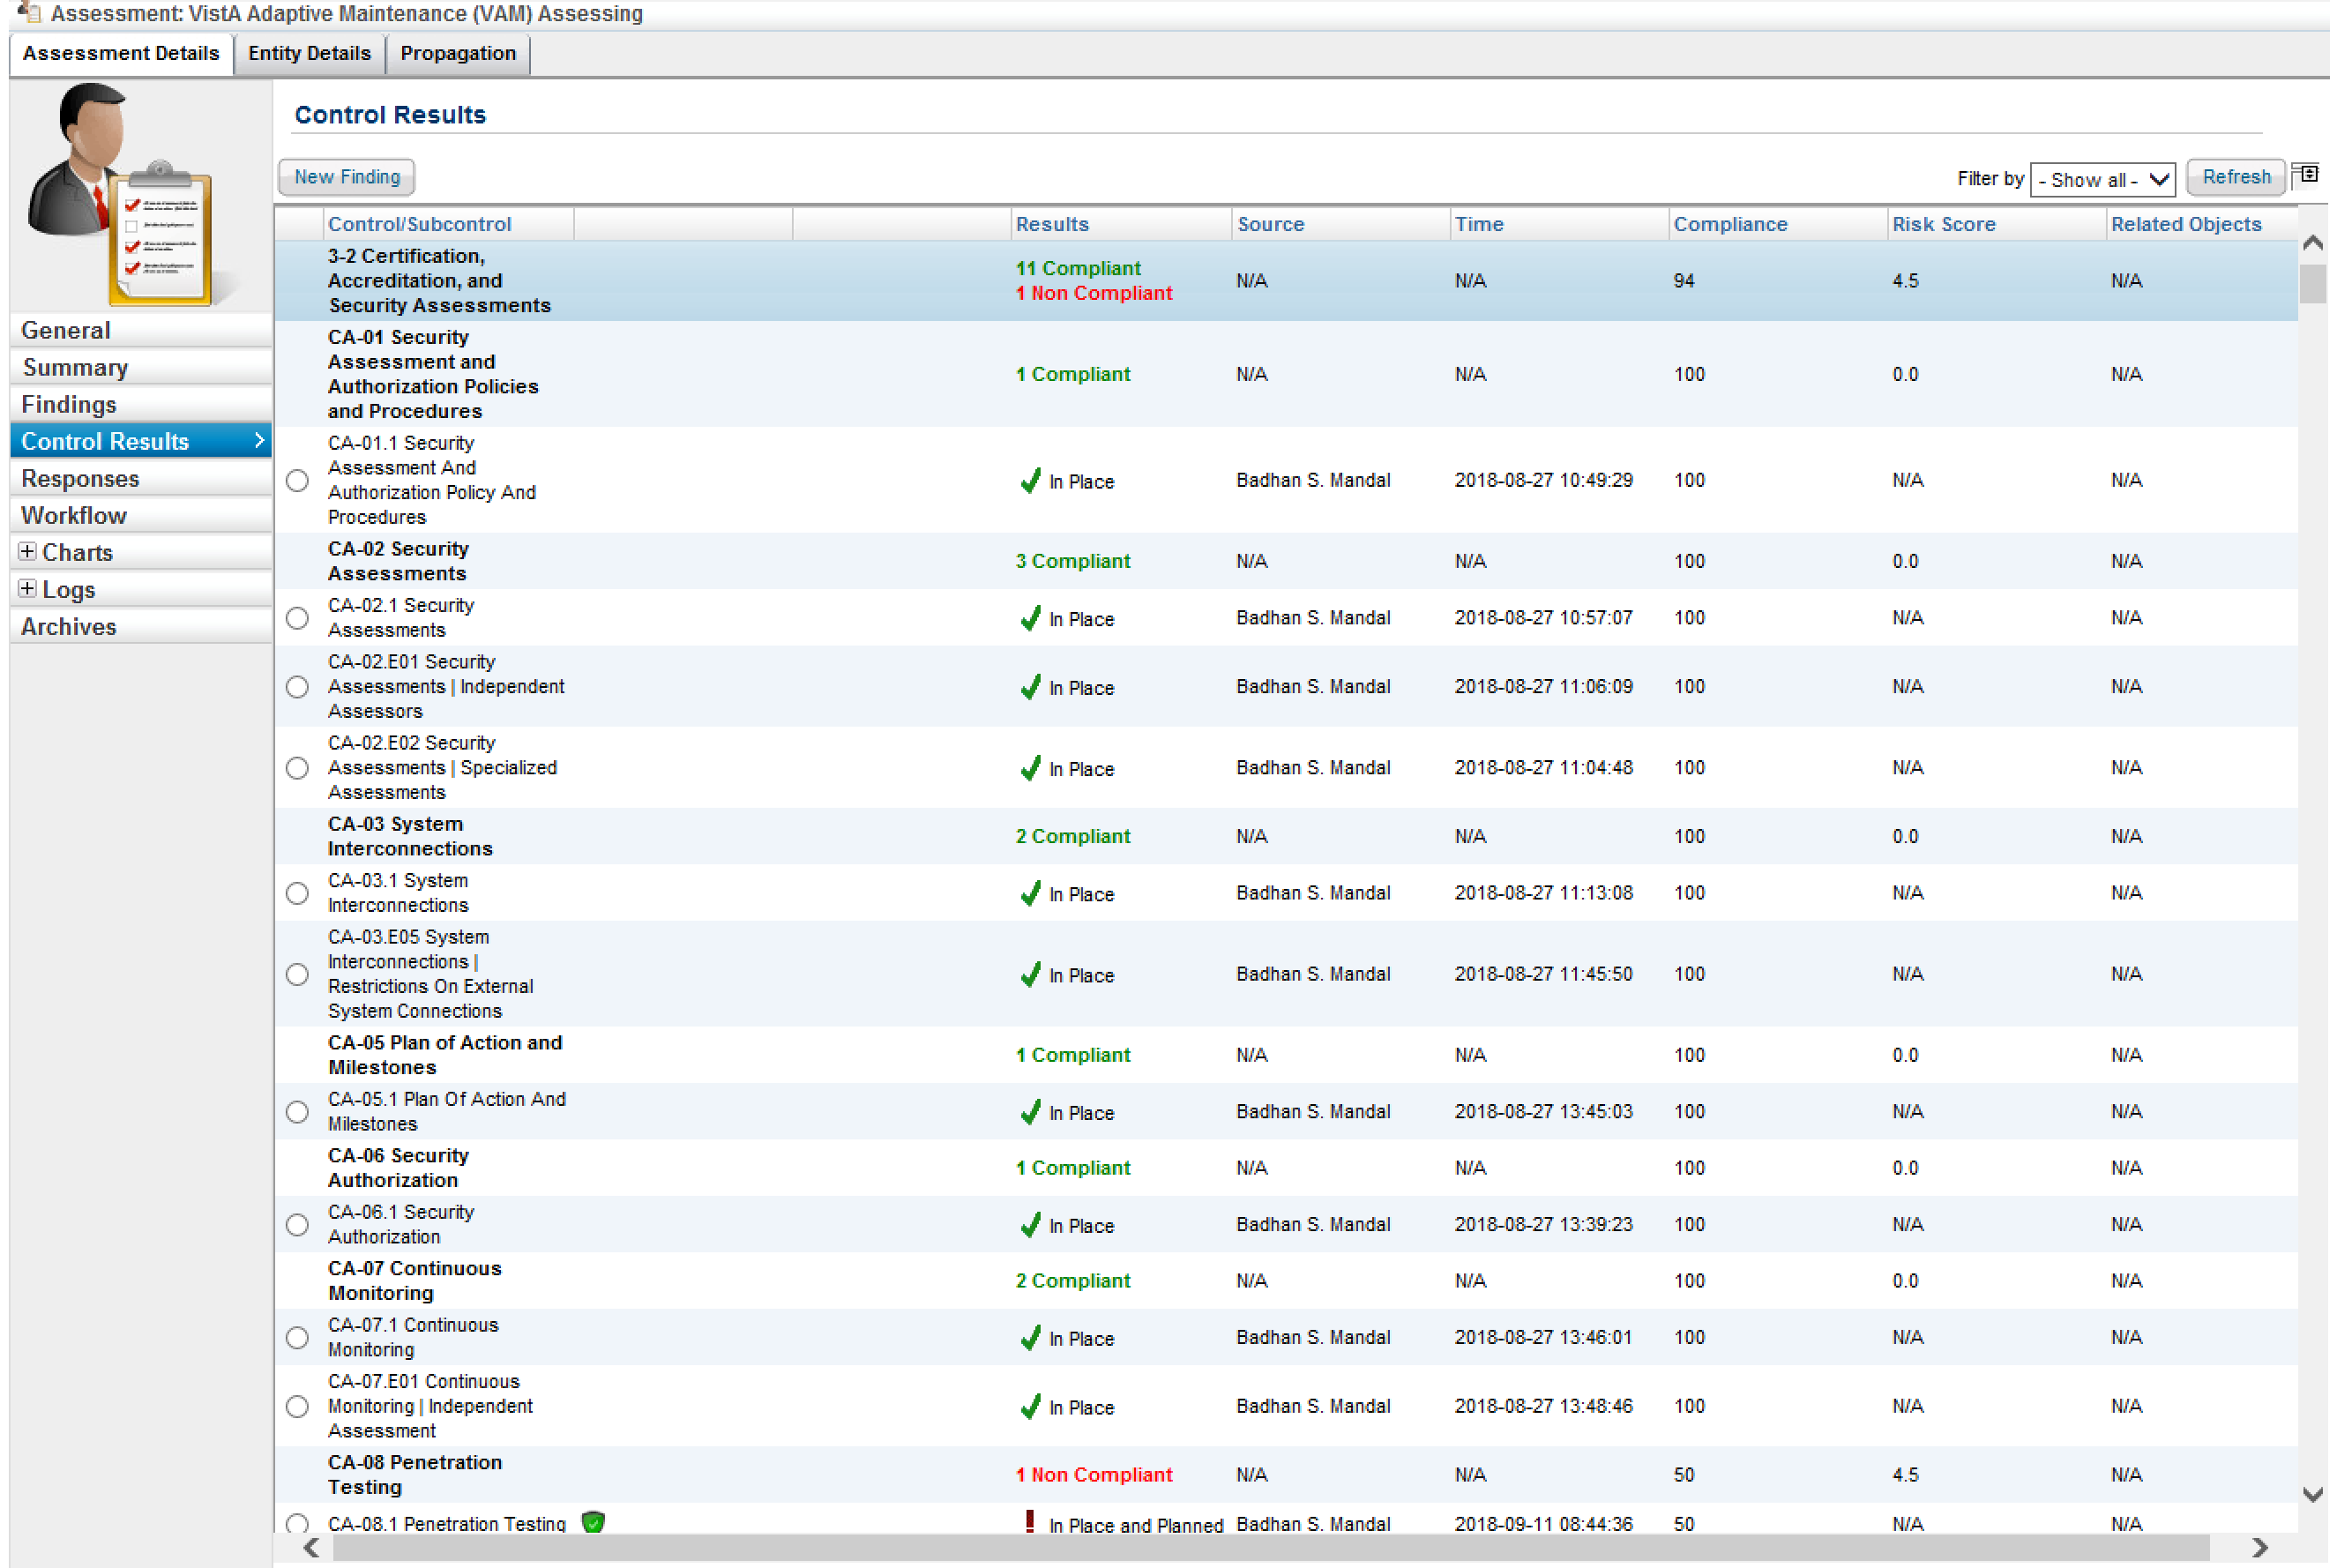 Assessment: VistA Adaptive Maintenance (VAM) Assessing
Assessment Details Entity Details Propagation
Control Results
New Finding
Filter by - Show all - Refresh
General
Summary
Findings
Control Results
Responses
Workflow
Charts
Logs
Archives
Control/Subcontrol Results Source Time Compliance Risk Score Related Objects
3-2 Certification,
Accreditation, and
Security Assessments
11 Compliant
1 Non Compliant
N/A N/A 94 4.5 N/A
CA-01 Security
Assessment and
Authorization Policies
and Procedures
1 Compliant N/A N/A 100 0.0 N/A
CA-01.1 Security
Assessment And
Authorization Policy And
Procedures
In Place Badhan S. Mandal 2018-08-27 10:49:29 100 N/A N/A
CA-02 Security
Assessments
3 Compliant N/A N/A 100 0.0 N/A
CA-02.1 Security
Assessments
In Place Badhan S. Mandal 2018-08-27 10:57:07 100 N/A N/A
CA-02.E01 Security
Assessments | Independent
Assessors
In Place Badhan S. Mandal 2018-08-27 11:06:09 100 N/A N/A
CA-02.E02 Security
Assessments | Specialized
Assessments
In Place Badhan S. Mandal 2018-08-27 11:04:48 100 N/A N/A
CA-03 System
Interconnections
2 Compliant N/A N/A 100 0.0 N/A
CA-03.1 System
Interconnections
In Place Badhan S. Mandal 2018-08-27 11:13:08 100 N/A N/A
CA-03.E05 System
Interconnections |
Restrictions On External
System Connections
In Place Badhan S. Mandal 2018-08-27 11:45:50 100 N/A N/A
CA-05 Plan of Action and
Milestones
1 Compliant N/A N/A 100 0.0 N/A
CA-05.1 Plan Of Action And
Milestones
In Place Badhan S. Mandal 2018-08-27 13:45:03 100 N/A N/A
CA-06 Security
Authorization
1 Compliant N/A N/A 100 0.0 N/A
CA-06.1 Security
Authorization
In Place Badhan S. Mandal 2018-08-27 13:39:23 100 N/A N/A
CA-07 Continuous
Monitoring
2 Compliant N/A N/A 100 0.0 N/A
CA-07.1 Continuous
Monitoring
In Place Badhan S. Mandal 2018-08-27 13:46:01 100 N/A N/A
CA-07.E01 Continuous
Monitoring | Independent
Assessment
In Place Badhan S. Mandal 2018-08-27 13:48:46 100 N/A N/A
CA-08 Penetration
Testing
1 Non Compliant N/A N/A 50 4.5 N/A
CA-08.1 Penetration Testing In Place and Planned Badhan S. Mandal 2018-09-11 08:44:36 50 N/A N/A